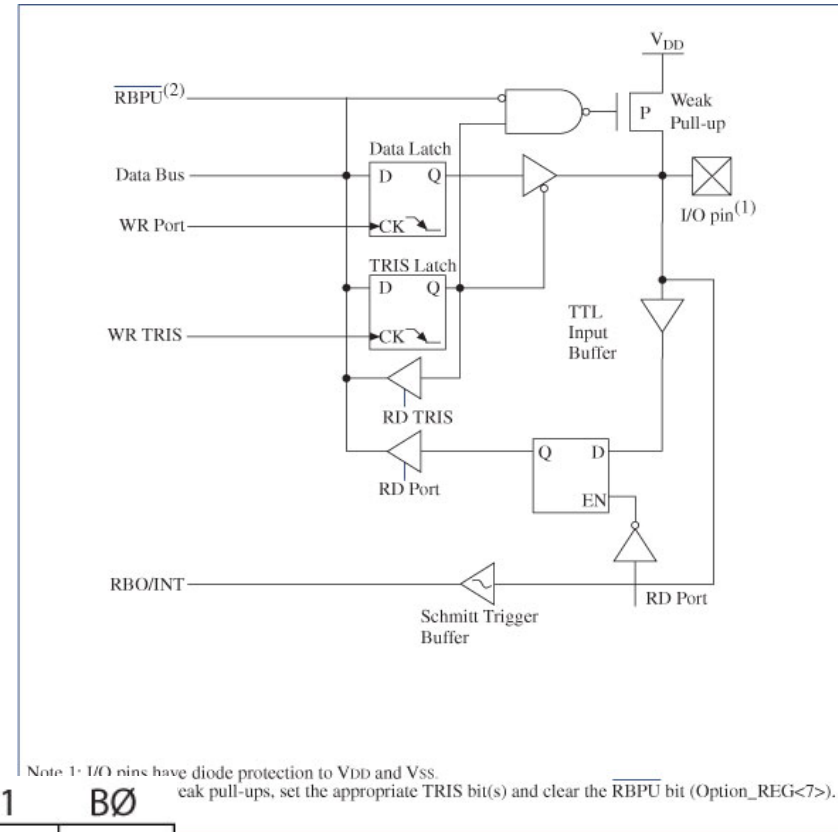 VDD
RBPU(2)
Weak
P
Pull-up
Data Latch
Data Bus
D Q
I/O pin(1)
WR Port
CK
TRIS Latch
D Q
TTL
Input
Buffer
WR TRIS
CK
RD TRIS
Q D
RD Port
EN
RBO/INT
RD Port
Schmitt Trigger
Buffer
Note 1: I/O pins have diode protection to VDD and VSS.
1 BØ
eak pull-ups, set the appropriate TRIS bit(s) and clear the RBPU bit (Option_REG<7>).